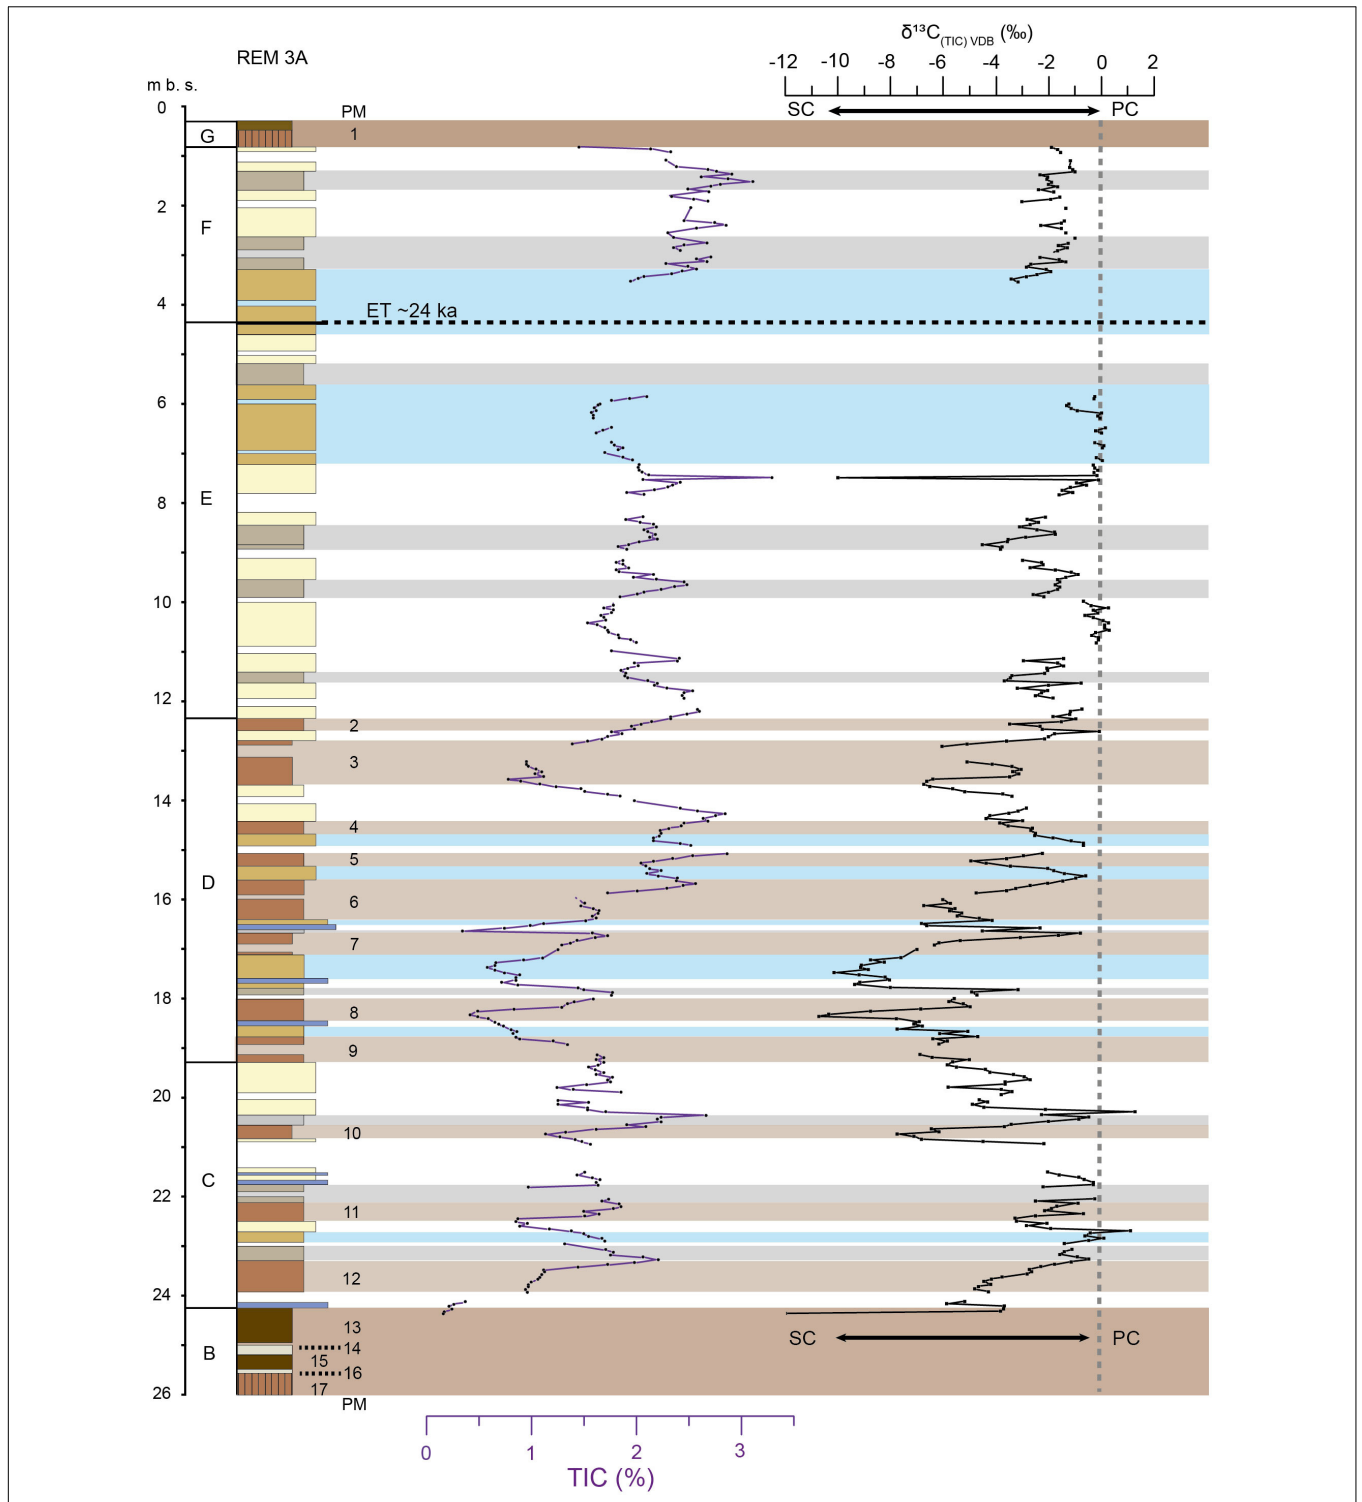 δ¹³C(TIC) VDB (‰)
REM 3A
-12 -10 -8 -6 -4 -2 0 2
m b. s.
0
PM
SC PC
G
1
2
F
4
ET ~24 ka
6
E
8
10
12
2
3
14
4
5
D
6
16
7
18
8
9
20
10
C
22
11
12
24
13
SC PC
14
B
15
16
17
26
PM
0 1 2 3
TIC (%)